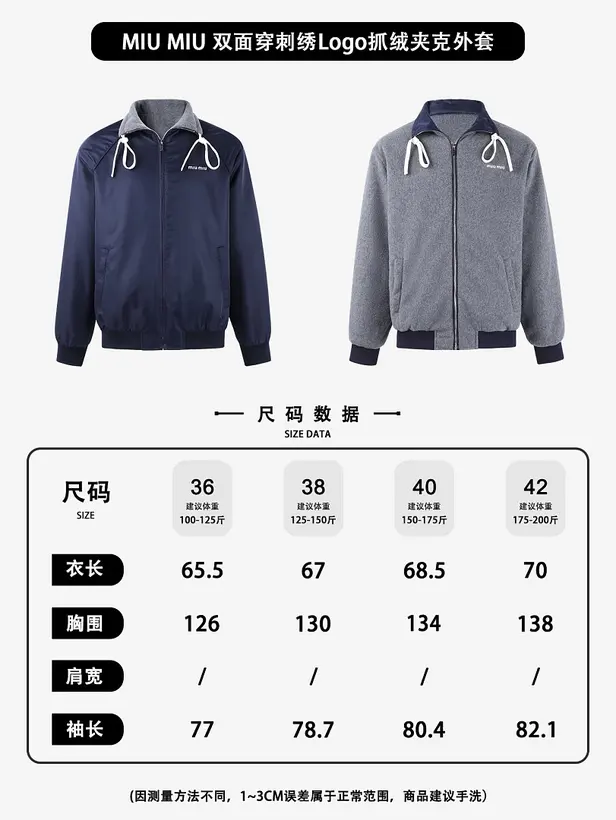 MIU MIU 双面穿刺绣Logo抓绒夹克外套
miu miu
miu miu
尺码数据
SIZE DATA
尺码
SIZE
36
建议体重
100-125斤
38
建议体重
125-150斤
40
建议体重
150-175斤
42
建议体重
175-200斤
衣长 65.5 67 68.5 70
胸围 126 130 134 138
肩宽 / / / /
袖长 77 78.7 80.4 82.1
(因测量方法不同，1~3CM误差属于正常范围，商品建议手洗)